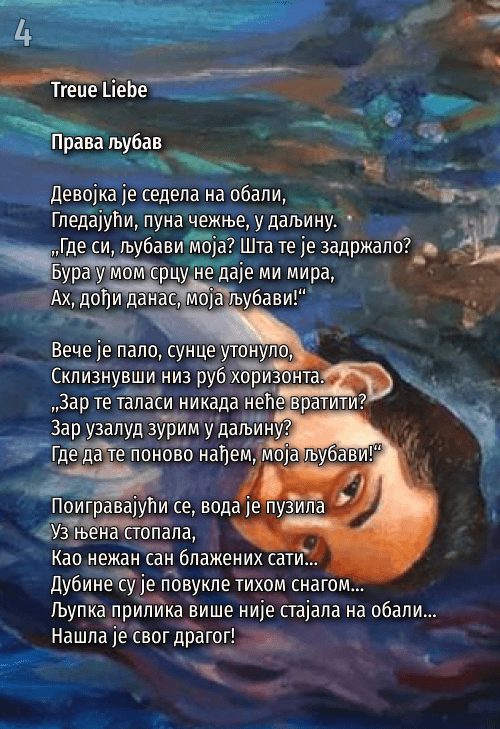 4
Treue Liebe
Права љубав
Девојка је седела на обали,
Гледајући, пуна чежње, у даљину.
„Где си, љубави моја? Шта те је задржало?
Бура у мом срцу не даје ми мира,
Ах, дођи данас, моја љубави!“
Вече је пало, сунце утонуло,
Склизнувши низ руб хоризонта.
„Зар те таласи никада неће вратити?
Зар узалуд зурим у даљину?
Где да те поново нађем, моја љубави!“
Поигравајући се, вода је пузила
Уз њена стопала,
Као нежан сан блажених сати...
Дубине су је повукле тихом снагом...
Љупка прилика више није стајала на обали...
Нашла је свог драгог!